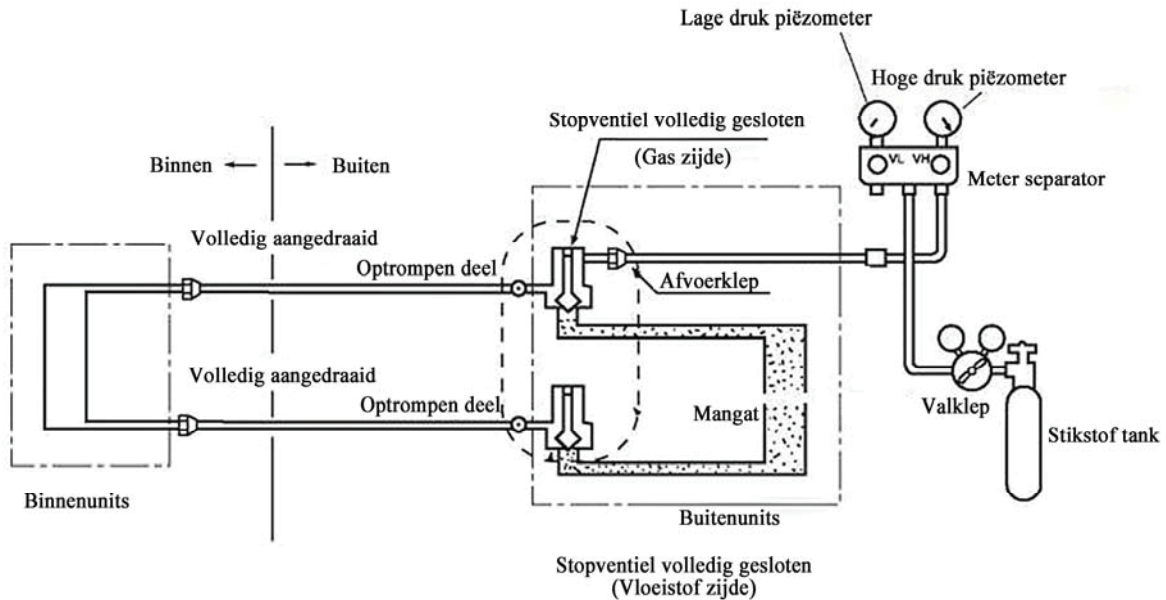 Lage druk piëzometer
Hoge druk piëzometer
Stopventiel volledig gesloten
(Gas zijde)
Binnen
Buiten
VL VH
Meter separator
Volledig aangedraaid
Optrompen deel
Afvoerklep
Volledig aangedraaid
Optrompen deel
Mangat
Valklep
Stikstof tank
Binnenunits
Buitenunits
Stopventiel volledig gesloten
(Vloeistof zijde)